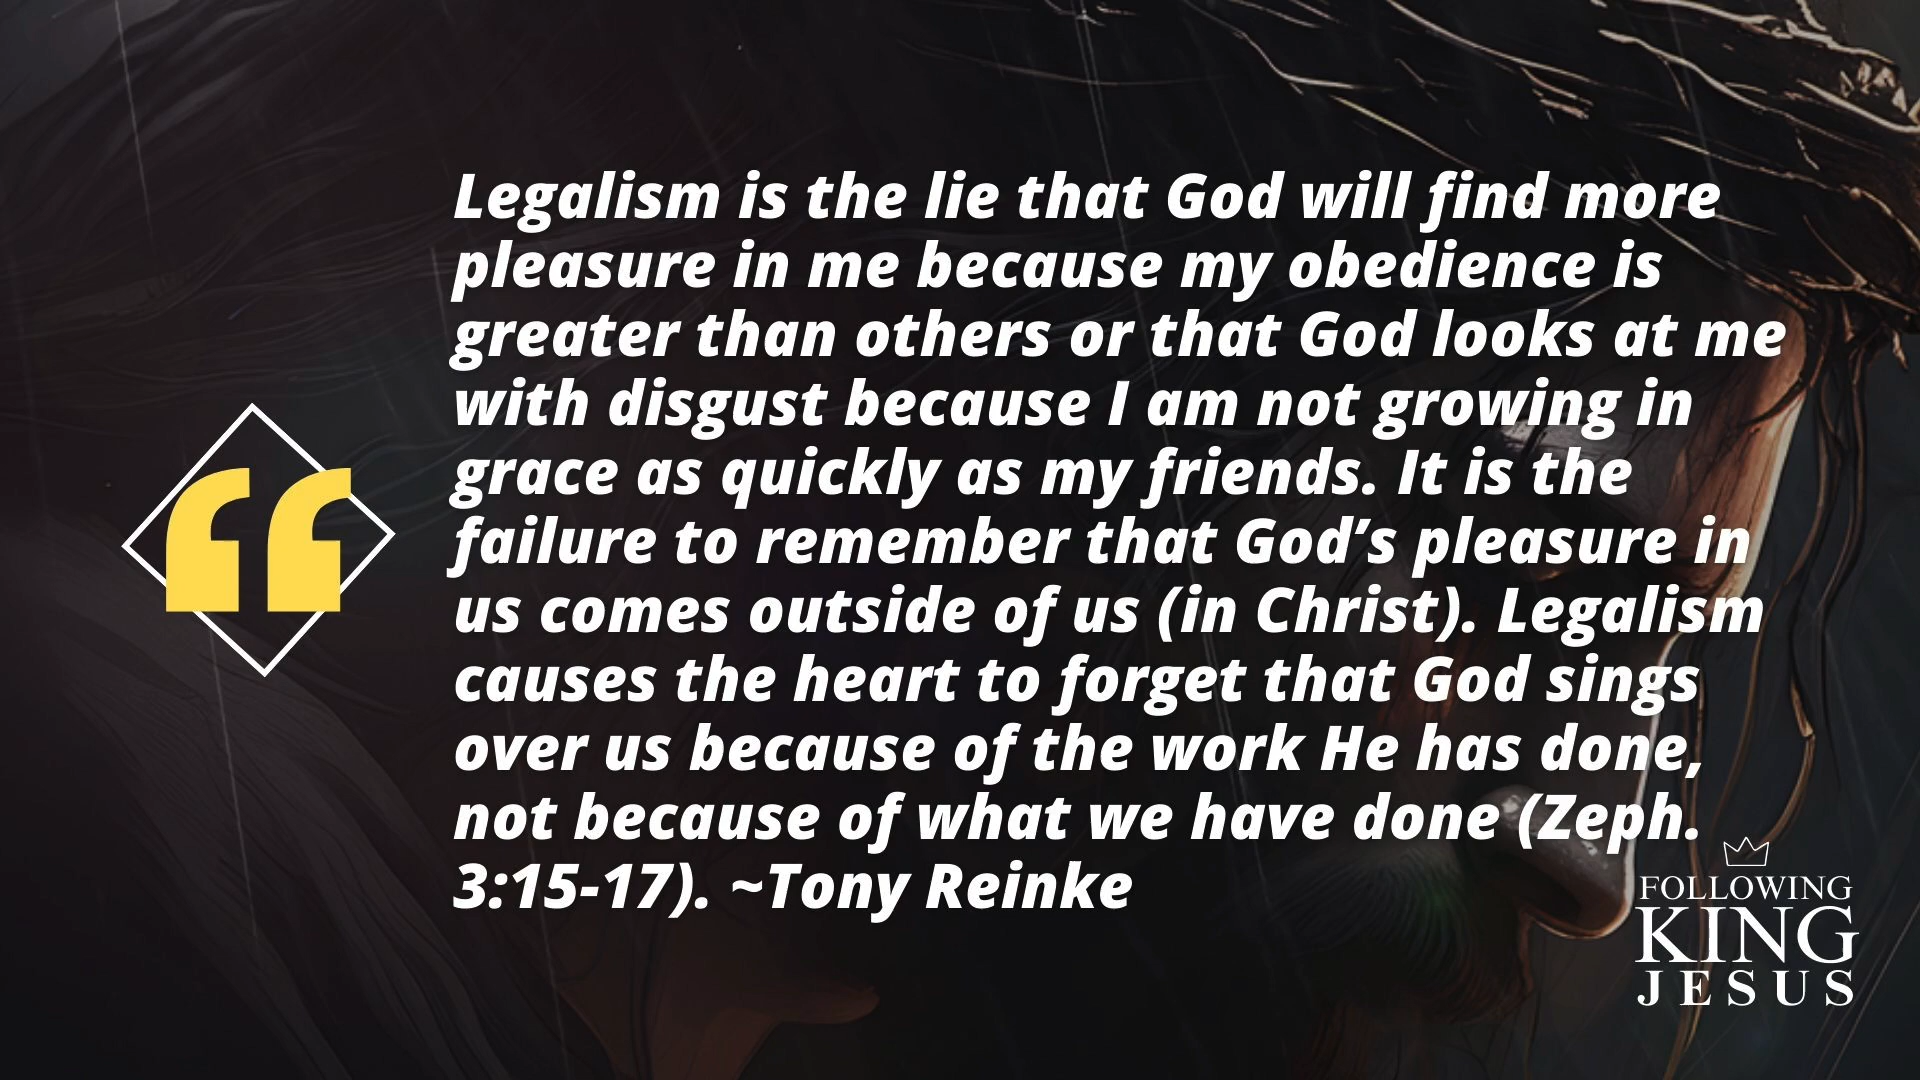 Legalism is the lie that God will find more
pleasure in me because my obedience is
greater than others or that God looks at me
with disgust because I am not growing in
grace as quickly as my friends. It is the
failure to remember that God’s pleasure in
us comes outside of us (in Christ). Legalism
causes the heart to forget that God sings
over us because of the work He has done,
not because of what we have done (Zeph.
3:15-17). ~Tony Reinke
FOLLOWING
KING
JESUS